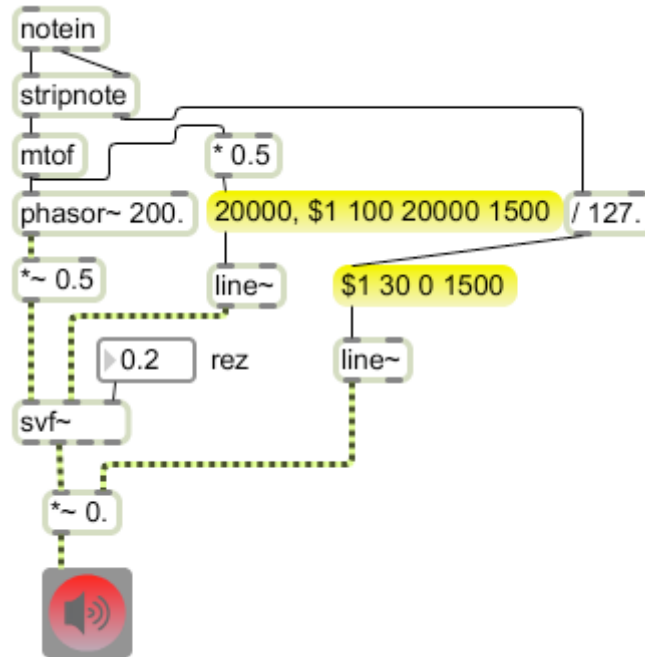 notein
stripnote
mtof
* 0.5
phasor~ 200.
20000, $1 100 20000 1500
/ 127.
*~ 0.5
line~
$1 30 0 1500
0.2
rez
line~
svf~
*~ 0.